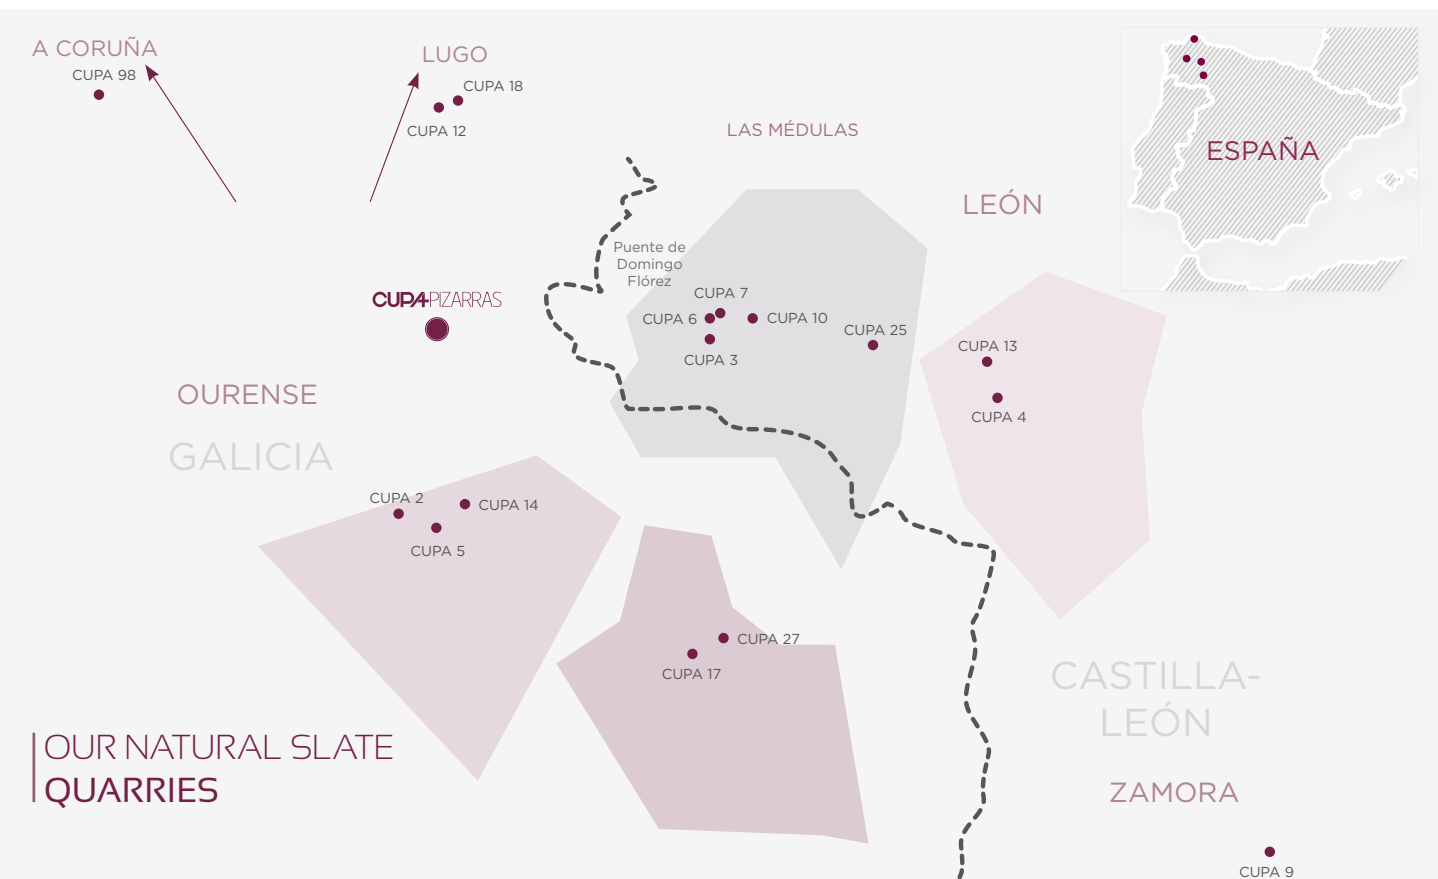 A CORUÑA
CUPA 98
LUGO
CUPA 18
CUPA 12
LAS MÉDULAS
ESPAÑA
LEÓN
Puente de
Domingo
Flórez
CUPA PIZARRAS
CUPA 7
CUPA 6
CUPA 10
CUPA 25
CUPA 3
CUPA 13
CUPA 4
OURENSE
GALICIA
CUPA 2
CUPA 14
CUPA 5
CUPA 27
CUPA 17
CASTILLA-
LEÓN
OUR NATURAL SLATE
QUARRIES
ZAMORA
CUPA 9